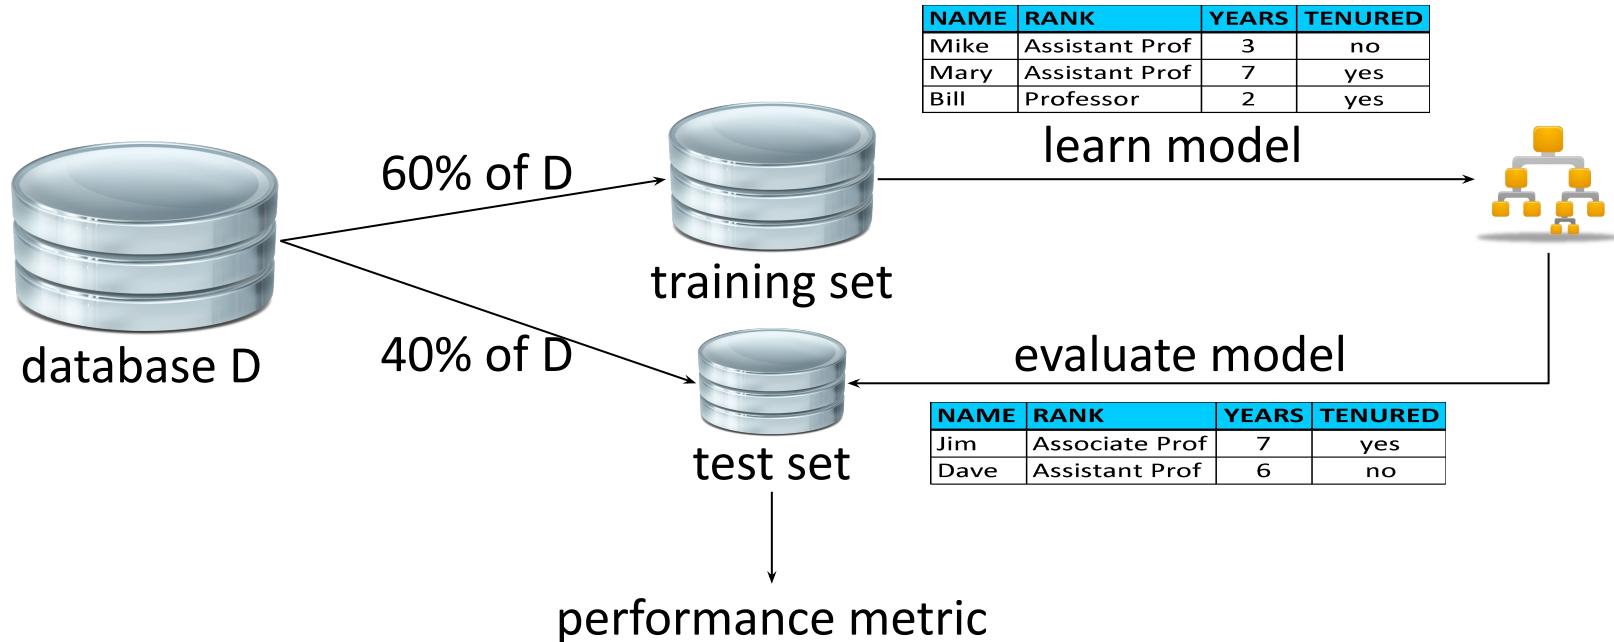 NAME RANK YEARS TENURED
Mike Assistant Prof 3 no
Mary Assistant Prof 7 yes
Bill Professor 2 yes
learn model
60% of D
training set
database D
40% of D
evaluate model
NAME RANK YEARS TENURED
Jim Associate Prof 7 yes
Dave Assistant Prof 6 no
test set
performance metric